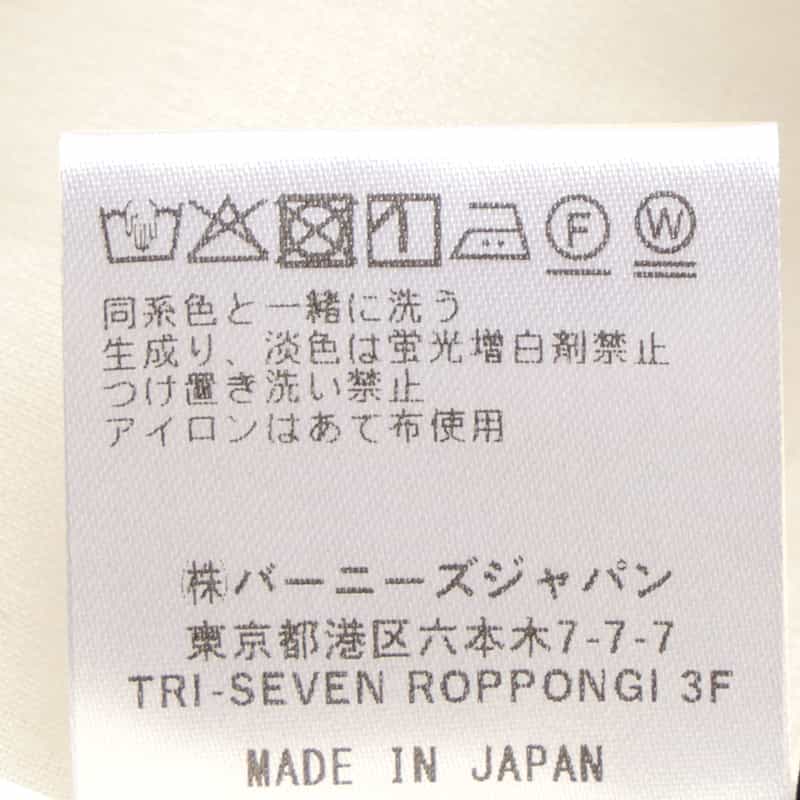 F W
同系色と一緒に洗う
生成り、淡色は蛍光増白剤禁止
つけ置き洗い禁止
アイロンはあて布使用
㈱バーニーズジャパン
東京都港区六本木7-7-7
TRI-SEVEN ROPPONGI 3F
MADE IN JAPAN